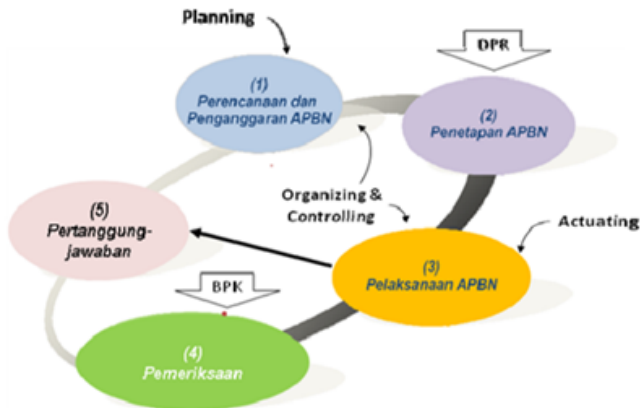 Planning
DPR
(1)
Perencanaan dan
Penganggaran APBN
(2)
Penetapan APBN
Organizing &
Controlling
(5)
Pertanggung-
jawaban
Actuating
(3)
Pelaksanaan APBN
BPK
(4)
Pemeriksaan